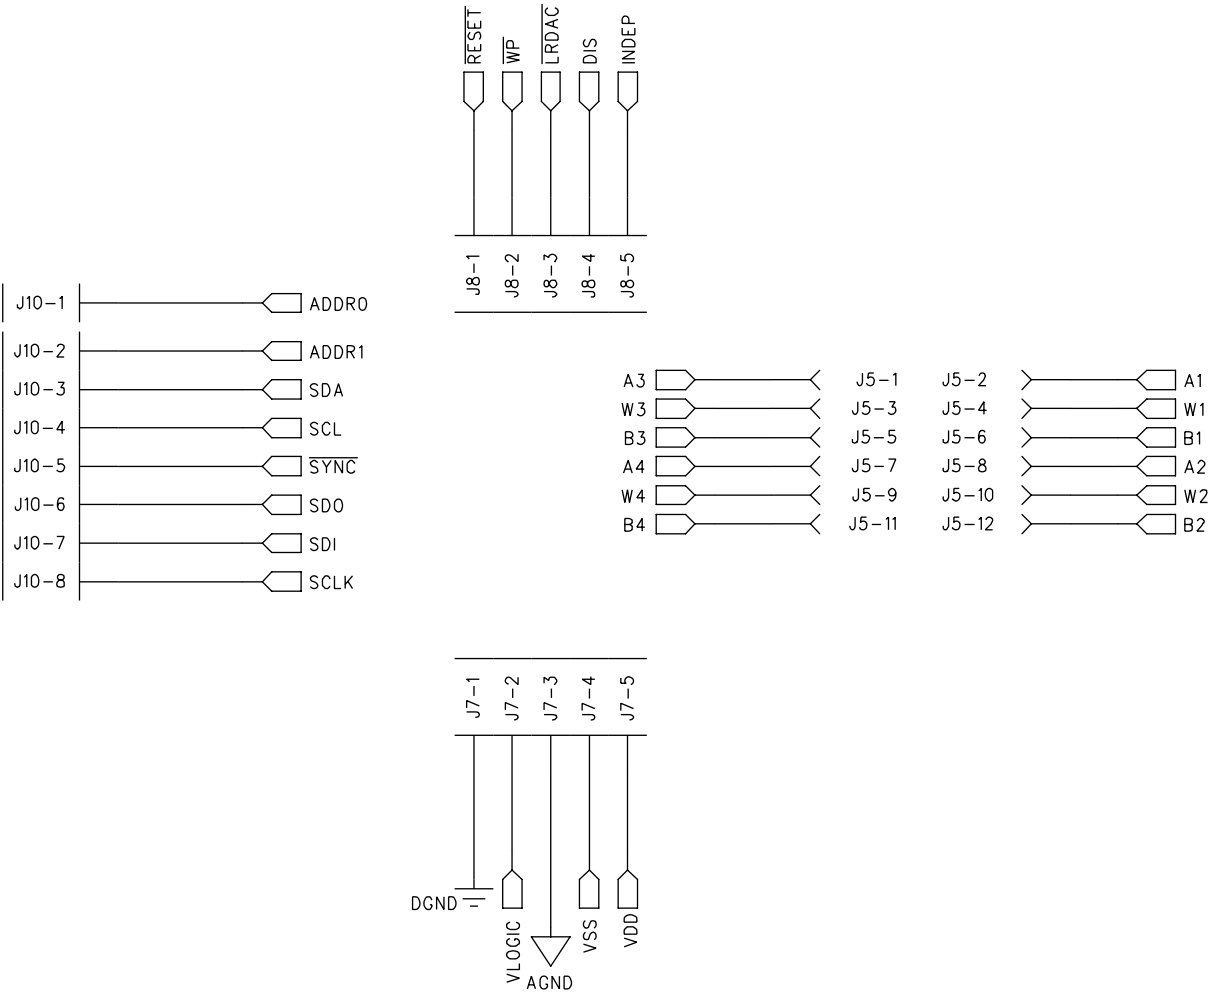 RESET
WP
LRDAC
DIS
INDEP
J8-1
J8-2
J8-3
J8-4
J8-5
J10-1 ADDR0
J10-2 ADDR1
J10-3 SDA
J10-4 SCL
J10-5 SYNC
J10-6 SDO
J10-7 SDI
J10-8 SCLK
A3 J5-1 J5-2 A1
W3 J5-3 J5-4 W1
B3 J5-5 J5-6 B1
A4 J5-7 J5-8 A2
W4 J5-9 J5-10 W2
B4 J5-11 J5-12 B2
J7-1
J7-2
J7-3
J7-4
J7-5
DGND
VLOGIC
AGND
VSS
VDD